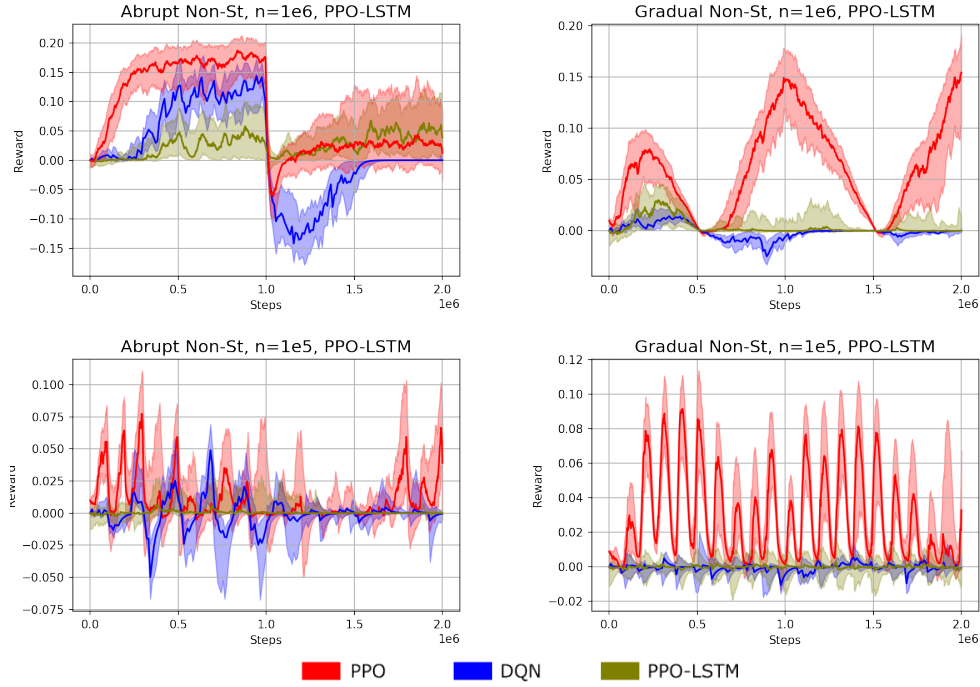 Abrupt Non-St, n=1e6, PPO-LSTM
0.20
0.15
0.10
0.05
0.00
−0.05
−0.10
−0.15
Reward
0.0 0.5 1.0 1.5 2.0
Steps
1e6
Gradual Non-St, n=1e6, PPO-LSTM
0.20
0.15
0.10
0.05
0.00
Reward
0.0 0.5 1.0 1.5 2.0
Steps
1e6
Abrupt Non-St, n=1e5, PPO-LSTM
0.100
0.075
0.050
0.025
0.000
−0.025
−0.050
−0.075
0.0 0.5 1.0 1.5 2.0
Steps
1e6
Gradual Non-St, n=1e5, PPO-LSTM
0.12
0.10
0.08
0.06
0.04
0.02
0.00
−0.02
Reward
0.0 0.5 1.0 1.5 2.0
Steps
1e6
PPO DQN PPO-LSTM